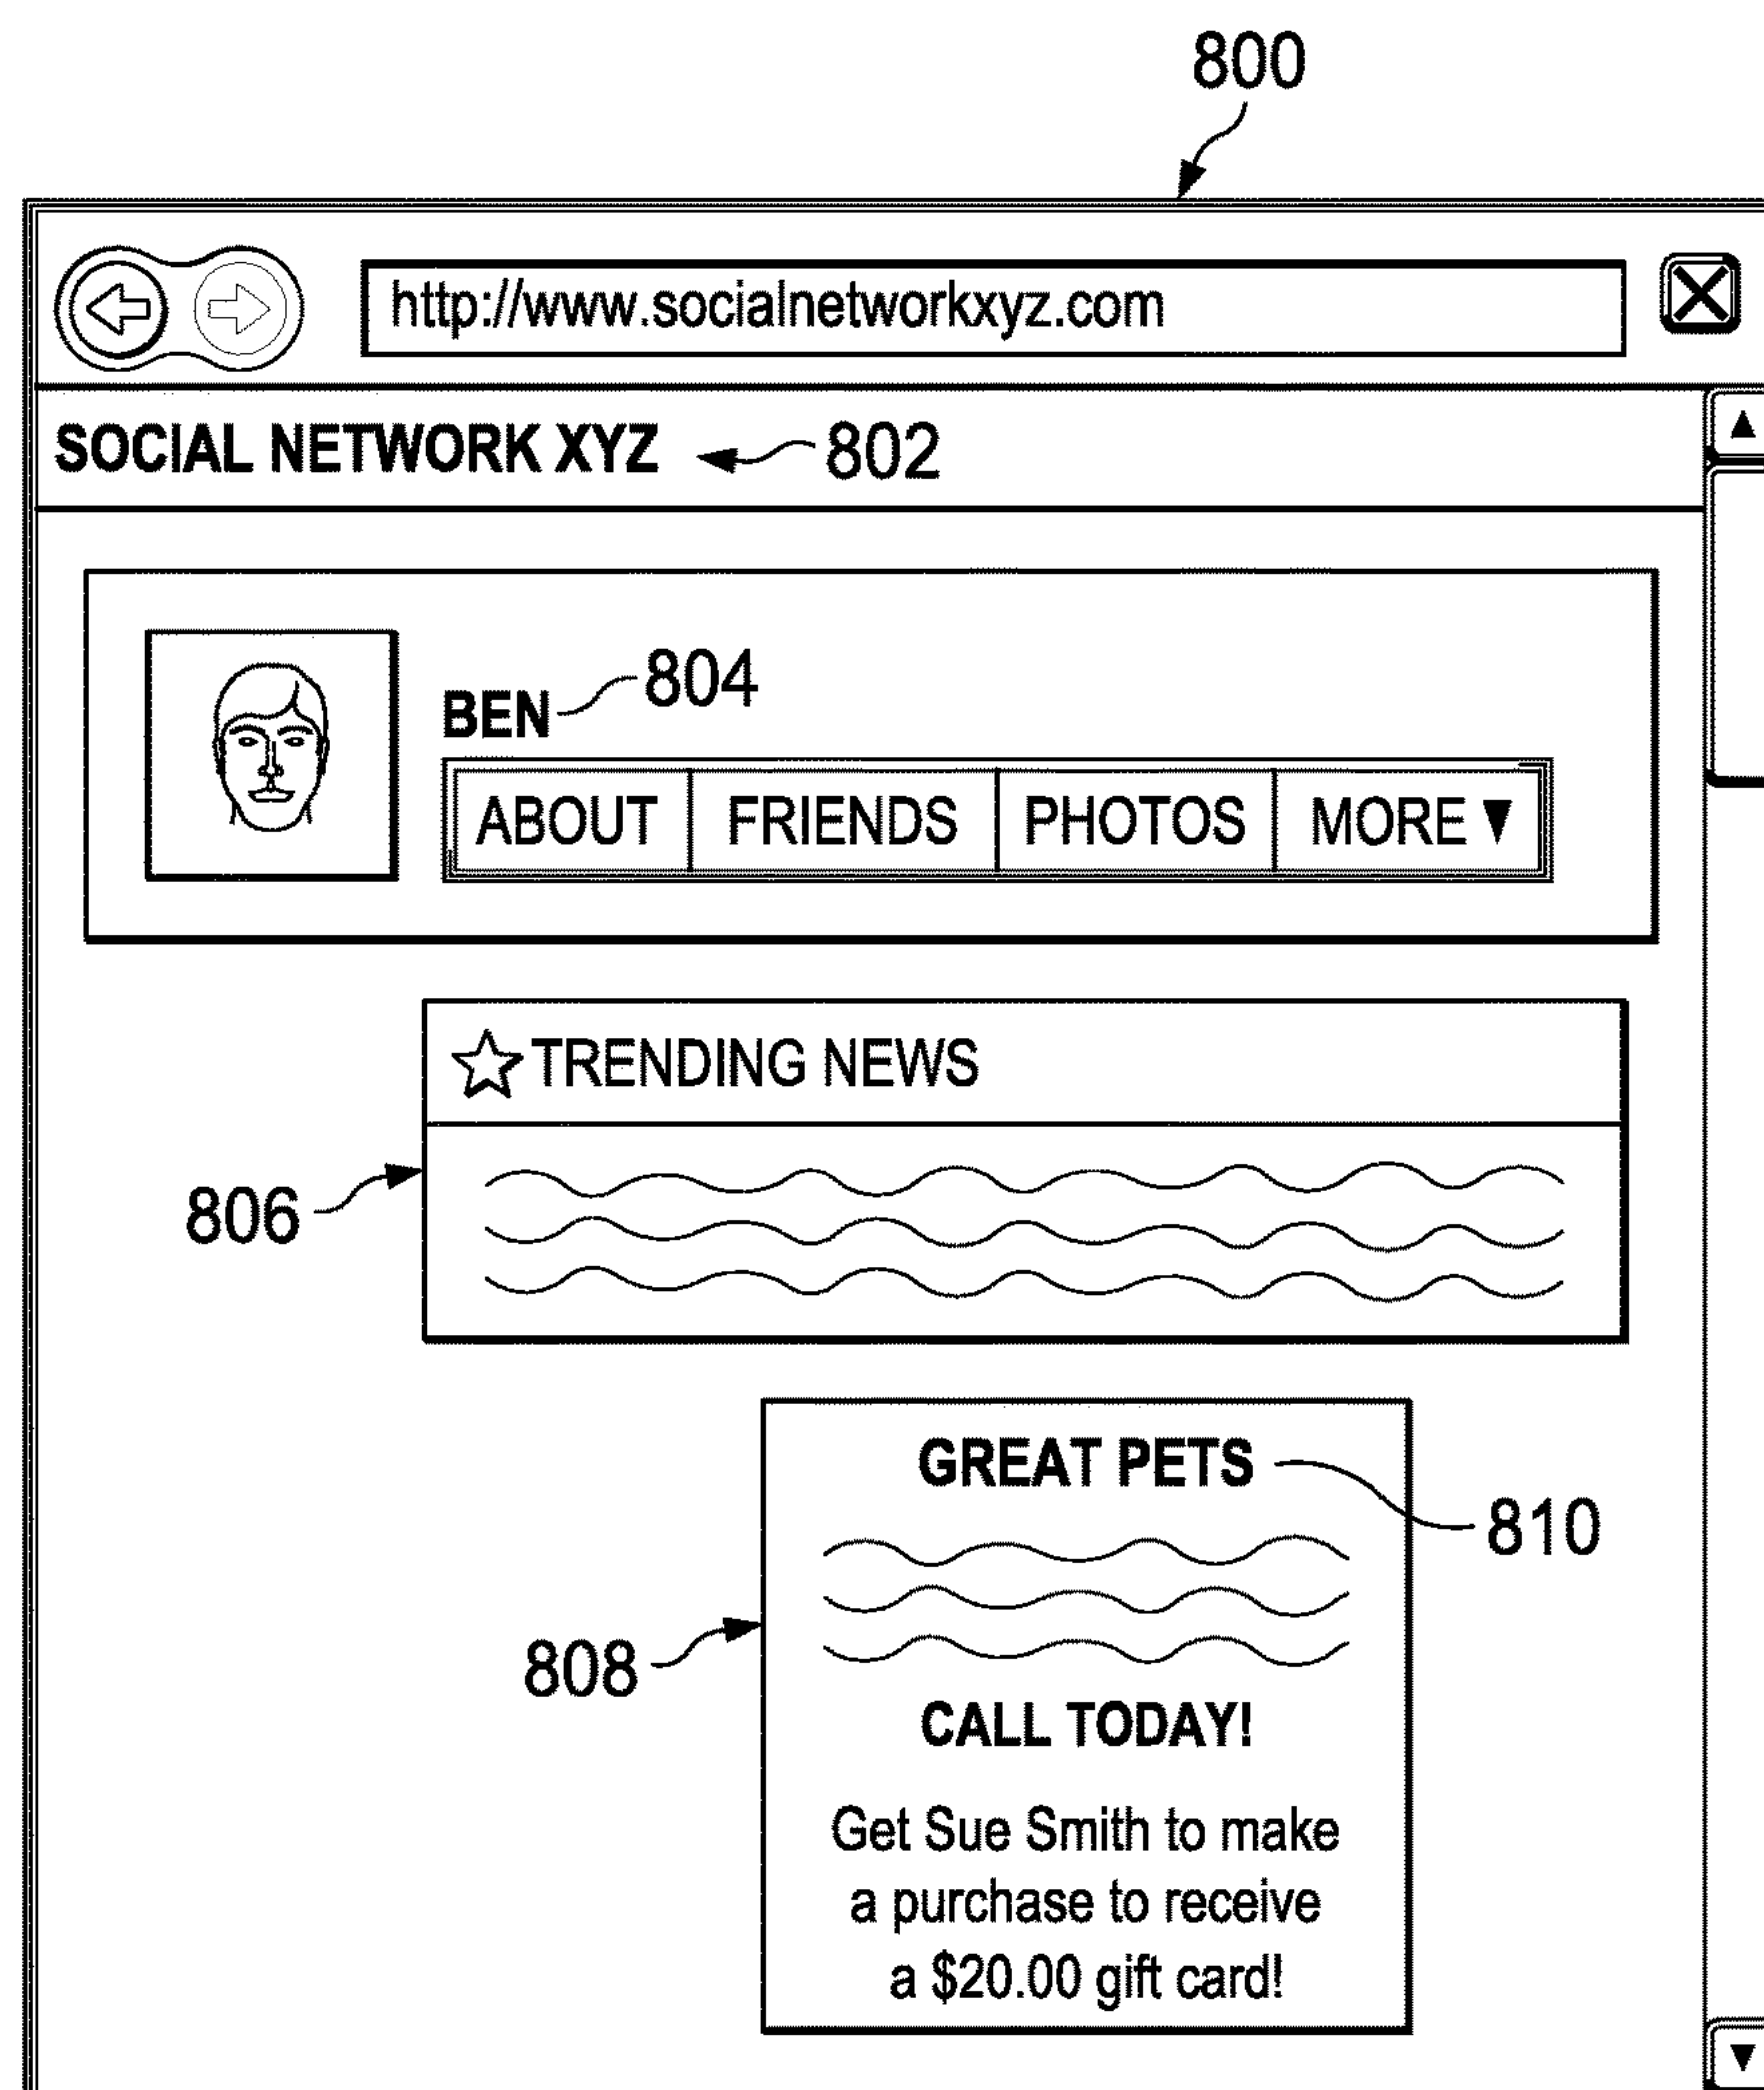 800
http://www.socialnetworkxyz.com
SOCIAL NETWORK XYZ 802
804
BEN
ABOUT FRIENDS PHOTOS MORE ▼
TRENDING NEWS
806
GREAT PETS
810
808
CALL TODAY!
Get Sue Smith to make
a purchase to receive
a $20.00 gift card!